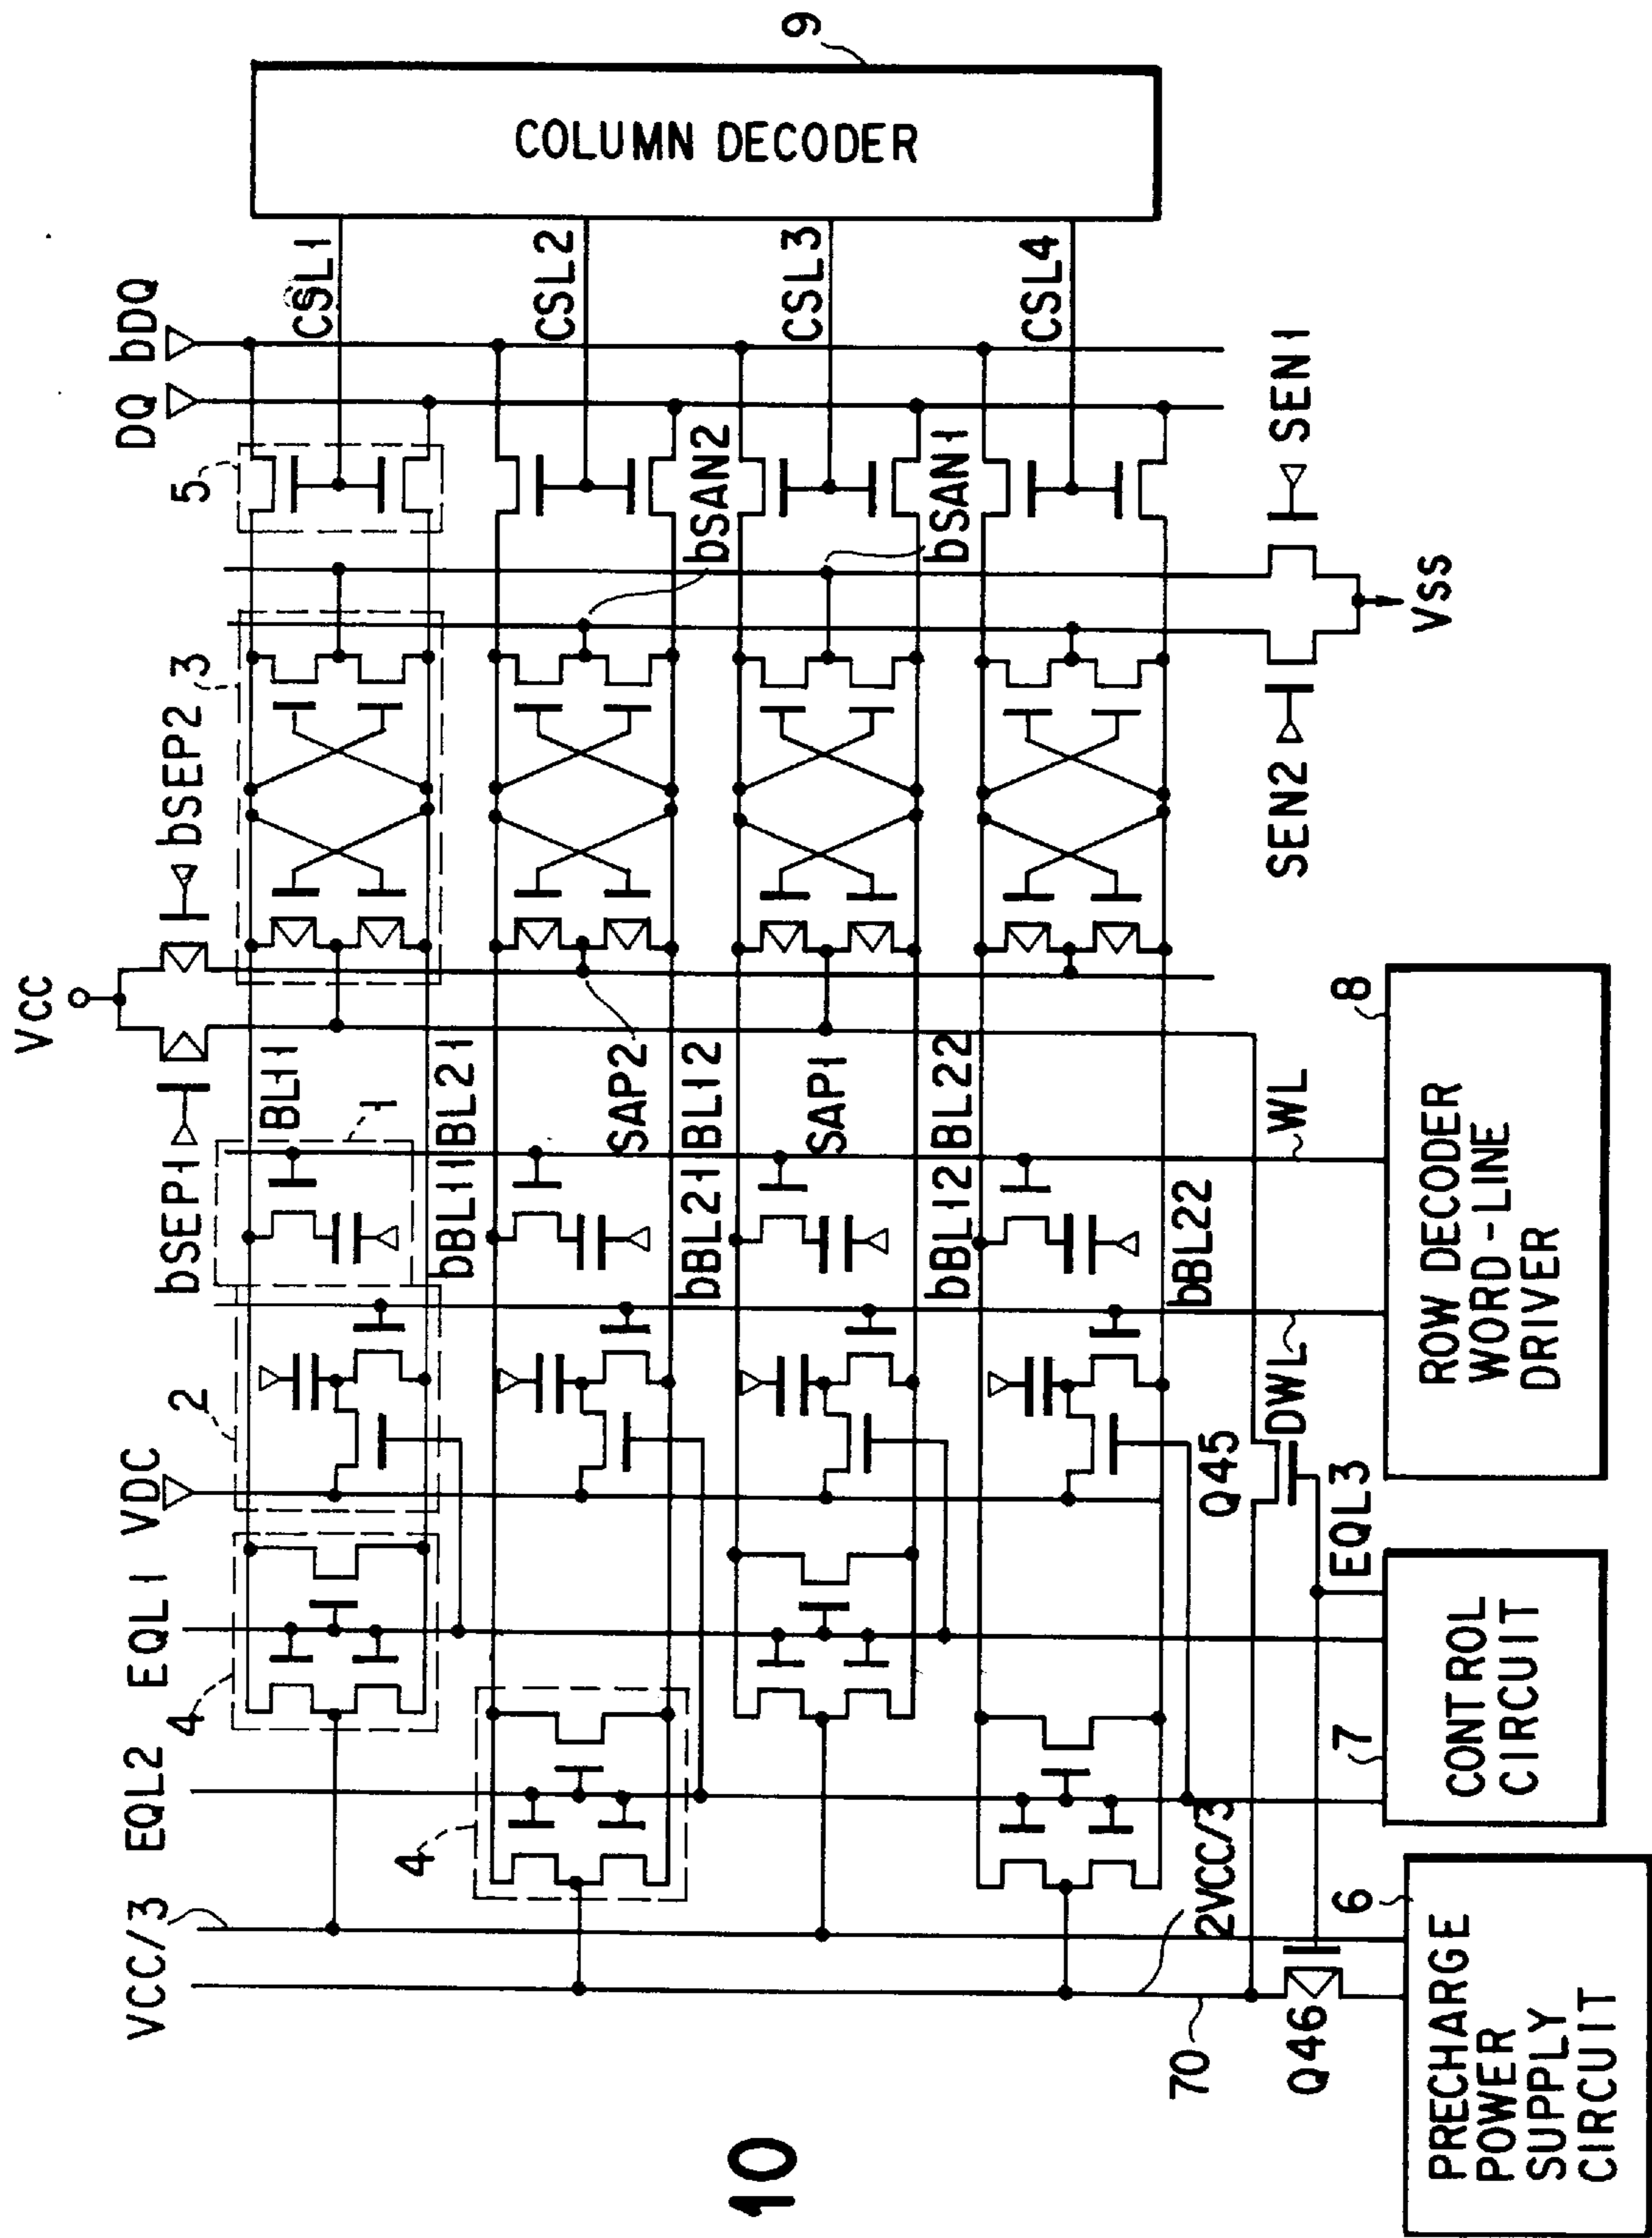 VCC/3
EQL2
EQL1
VDC
bSEP1
VCC
bSEP2
DQ
bDQ
4
2
1
3
5
9
BL11
CSL1
COLUMN DECODER
bBL11
BL21
CSL2
4
SAP2
bSAN2
bBL21
BL12
CSL3
SAP1
bSAN1
bBL12
BL22
CSL4
2VCC/3
bBL22
Q45
DWL
WL
SEN2
SEN1
VSS
70
Q46
EQL3
6
7
8
PRECHARGE
POWER
SUPPLY
CIRCUIT
CONTROL
CIRCUIT
ROW DECODER
WORD-LINE
DRIVER
10